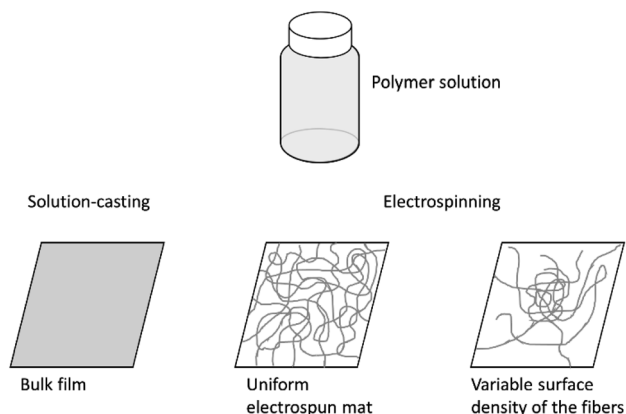 Polymer solution
Solution-casting
Electrospinning
Bulk film
Uniform
electrospun mat
Variable surface
density of the fibers